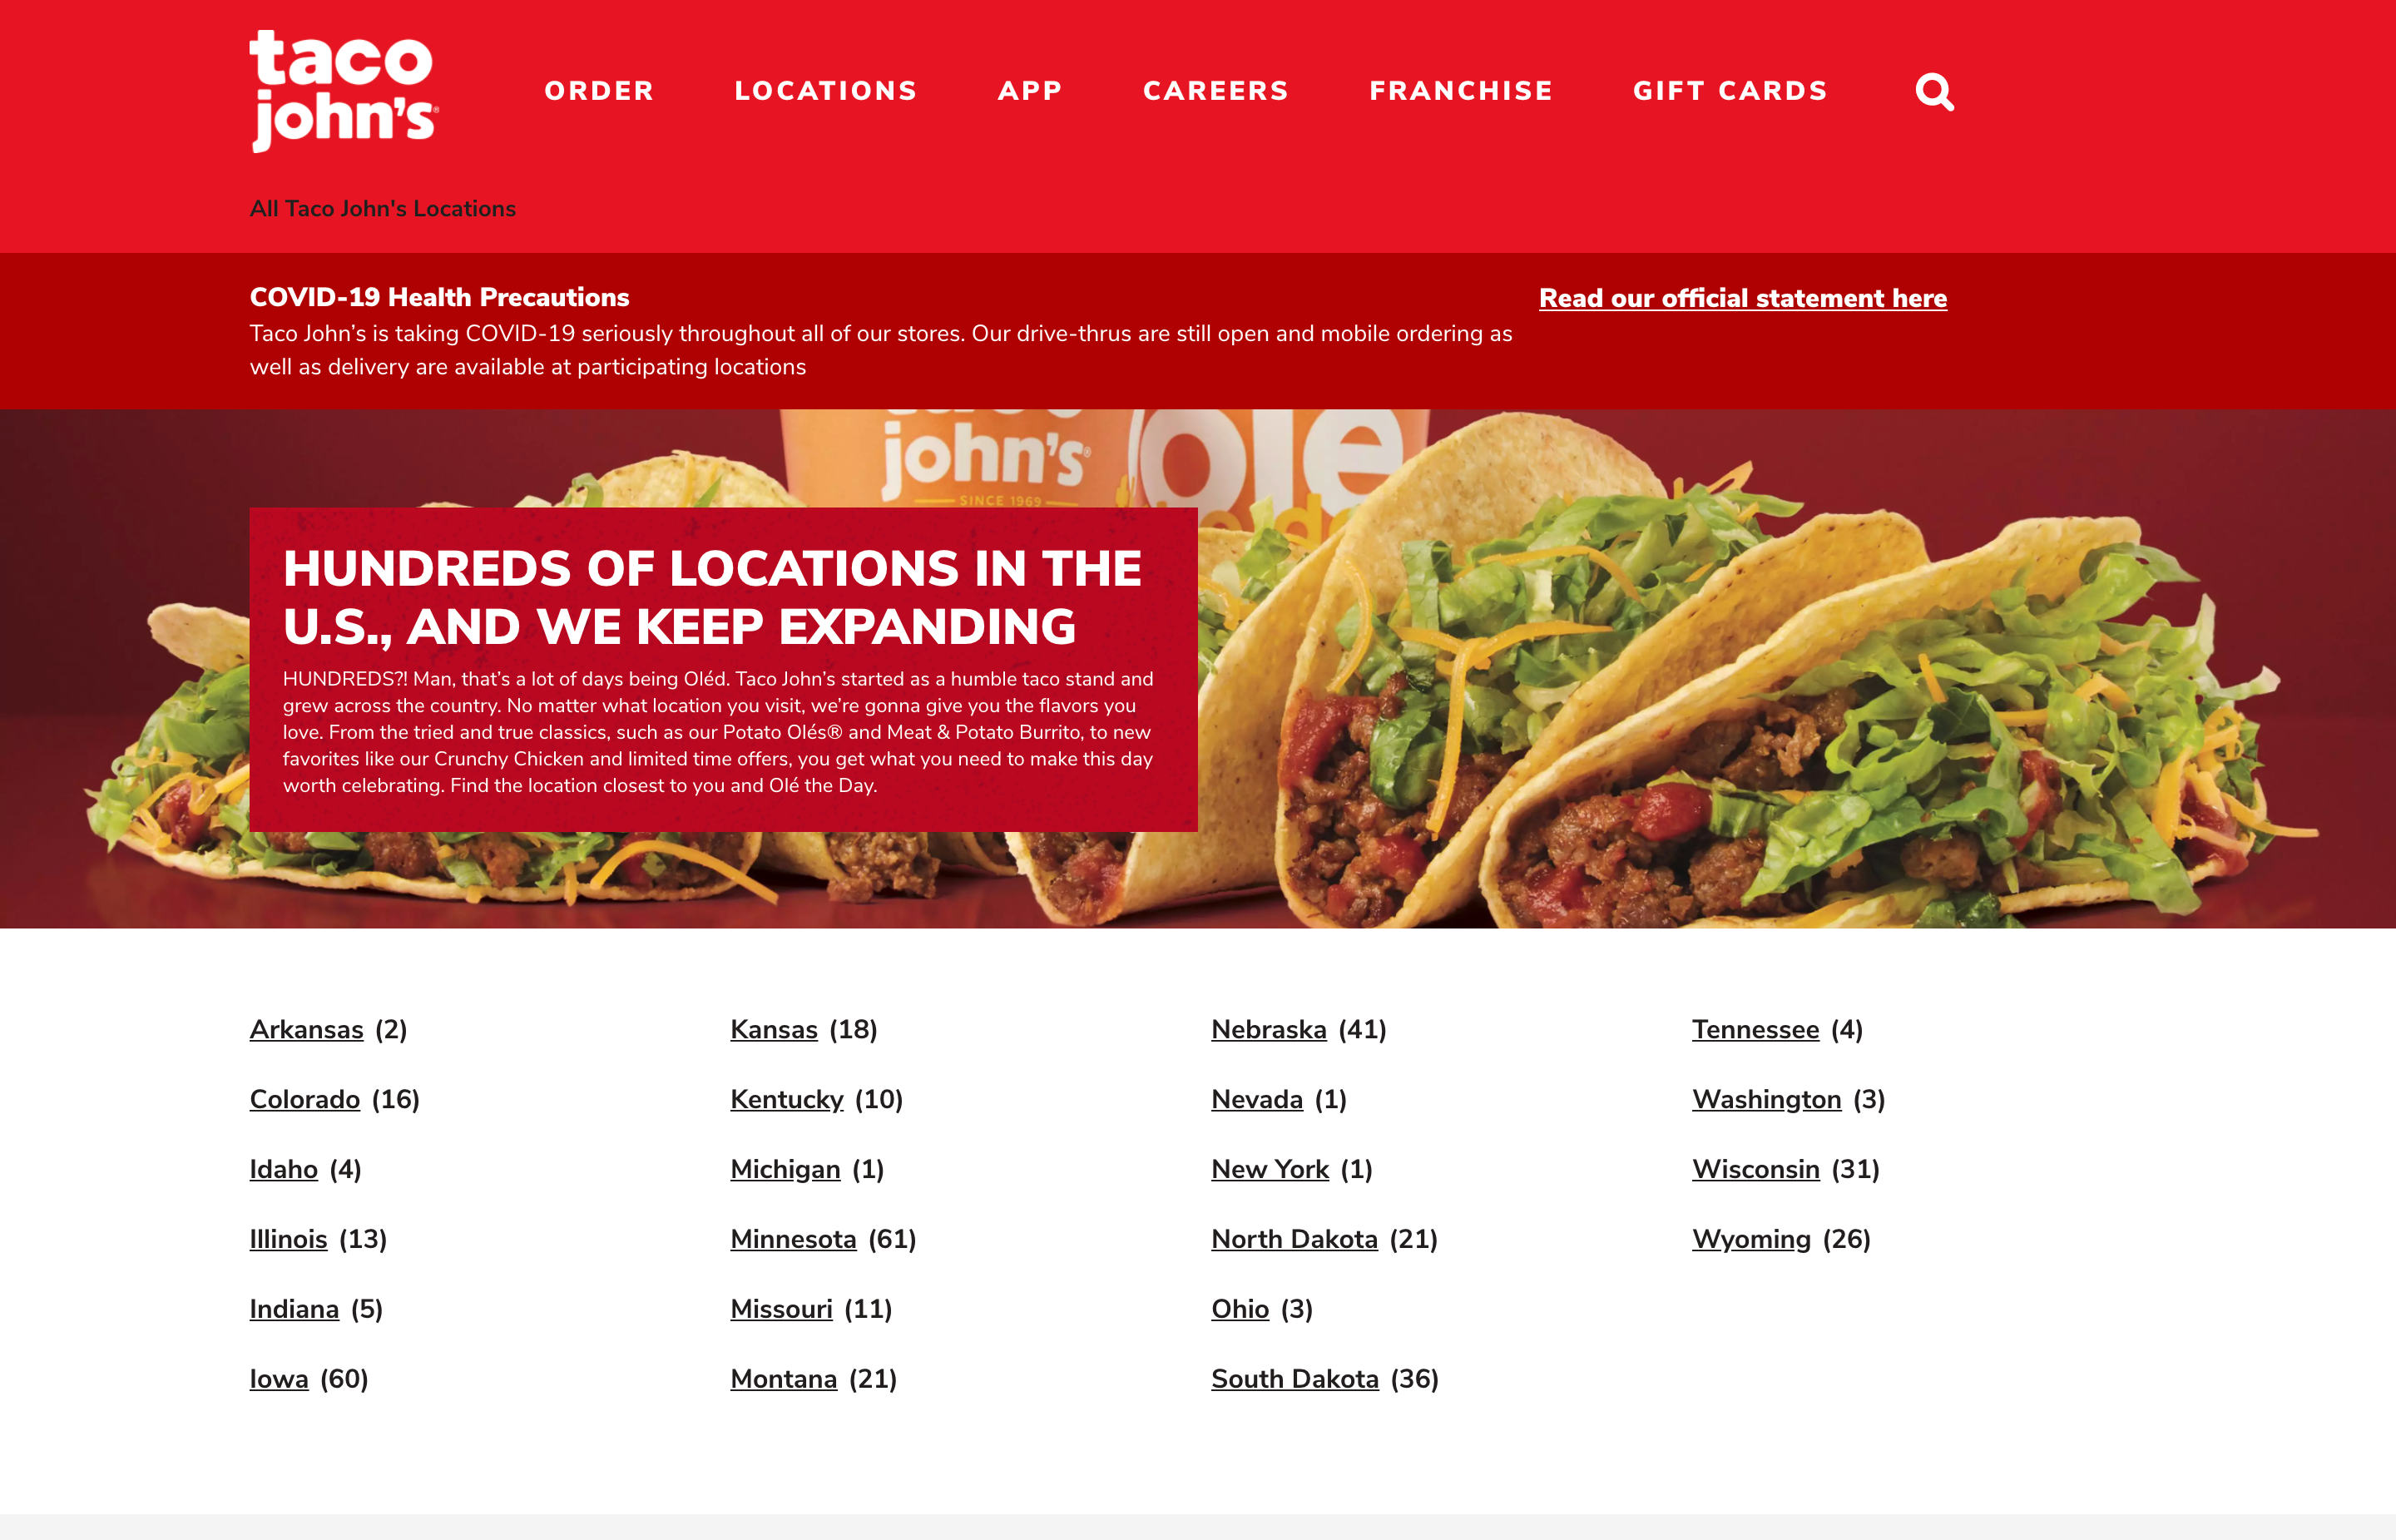 taco
john's®
ORDER
LOCATIONS
APP
CAREERS
FRANCHISE
GIFT CARDS
All Taco John's Locations
COVID-19 Health Precautions
Read our official statement here
Taco John’s is taking COVID-19 seriously throughout all of our stores. Our drive-thrus are still open and mobile ordering as
well as delivery are available at participating locations
john's®
SINCE 1969
olé
HUNDREDS OF LOCATIONS IN THE
U.S., AND WE KEEP EXPANDING
HUNDREDS?! Man, that’s a lot of days being Oléd. Taco John’s started as a humble taco stand and
grew across the country. No matter what location you visit, we’re gonna give you the flavors you
love. From the tried and true classics, such as our Potato Olés® and Meat & Potato Burrito, to new
favorites like our Crunchy Chicken and limited time offers, you get what you need to make this day
worth celebrating. Find the location closest to you and Olé the Day.
Arkansas (2)
Colorado (16)
Idaho (4)
Illinois (13)
Indiana (5)
Iowa (60)
Kansas (18)
Kentucky (10)
Michigan (1)
Minnesota (61)
Missouri (11)
Montana (21)
Nebraska (41)
Nevada (1)
New York (1)
North Dakota (21)
Ohio (3)
South Dakota (36)
Tennessee (4)
Washington (3)
Wisconsin (31)
Wyoming (26)